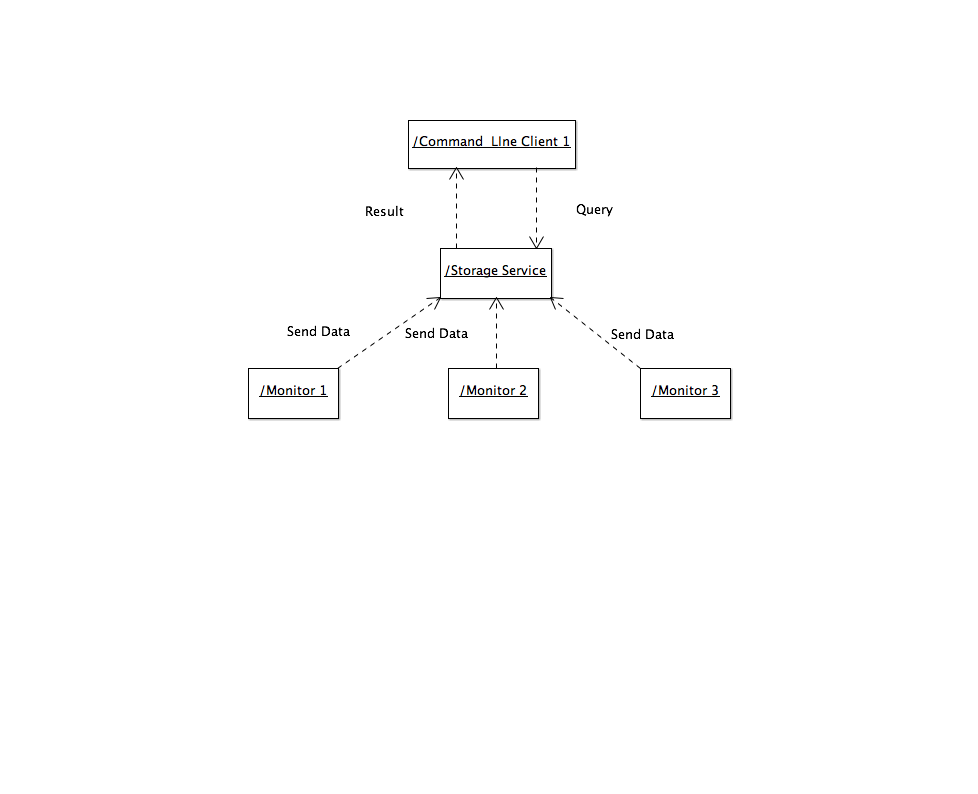 /Command LIne Client 1
Result
Query
/Storage Service
Send Data
Send Data
Send Data
/Monitor 1
/Monitor 2
/Monitor 3